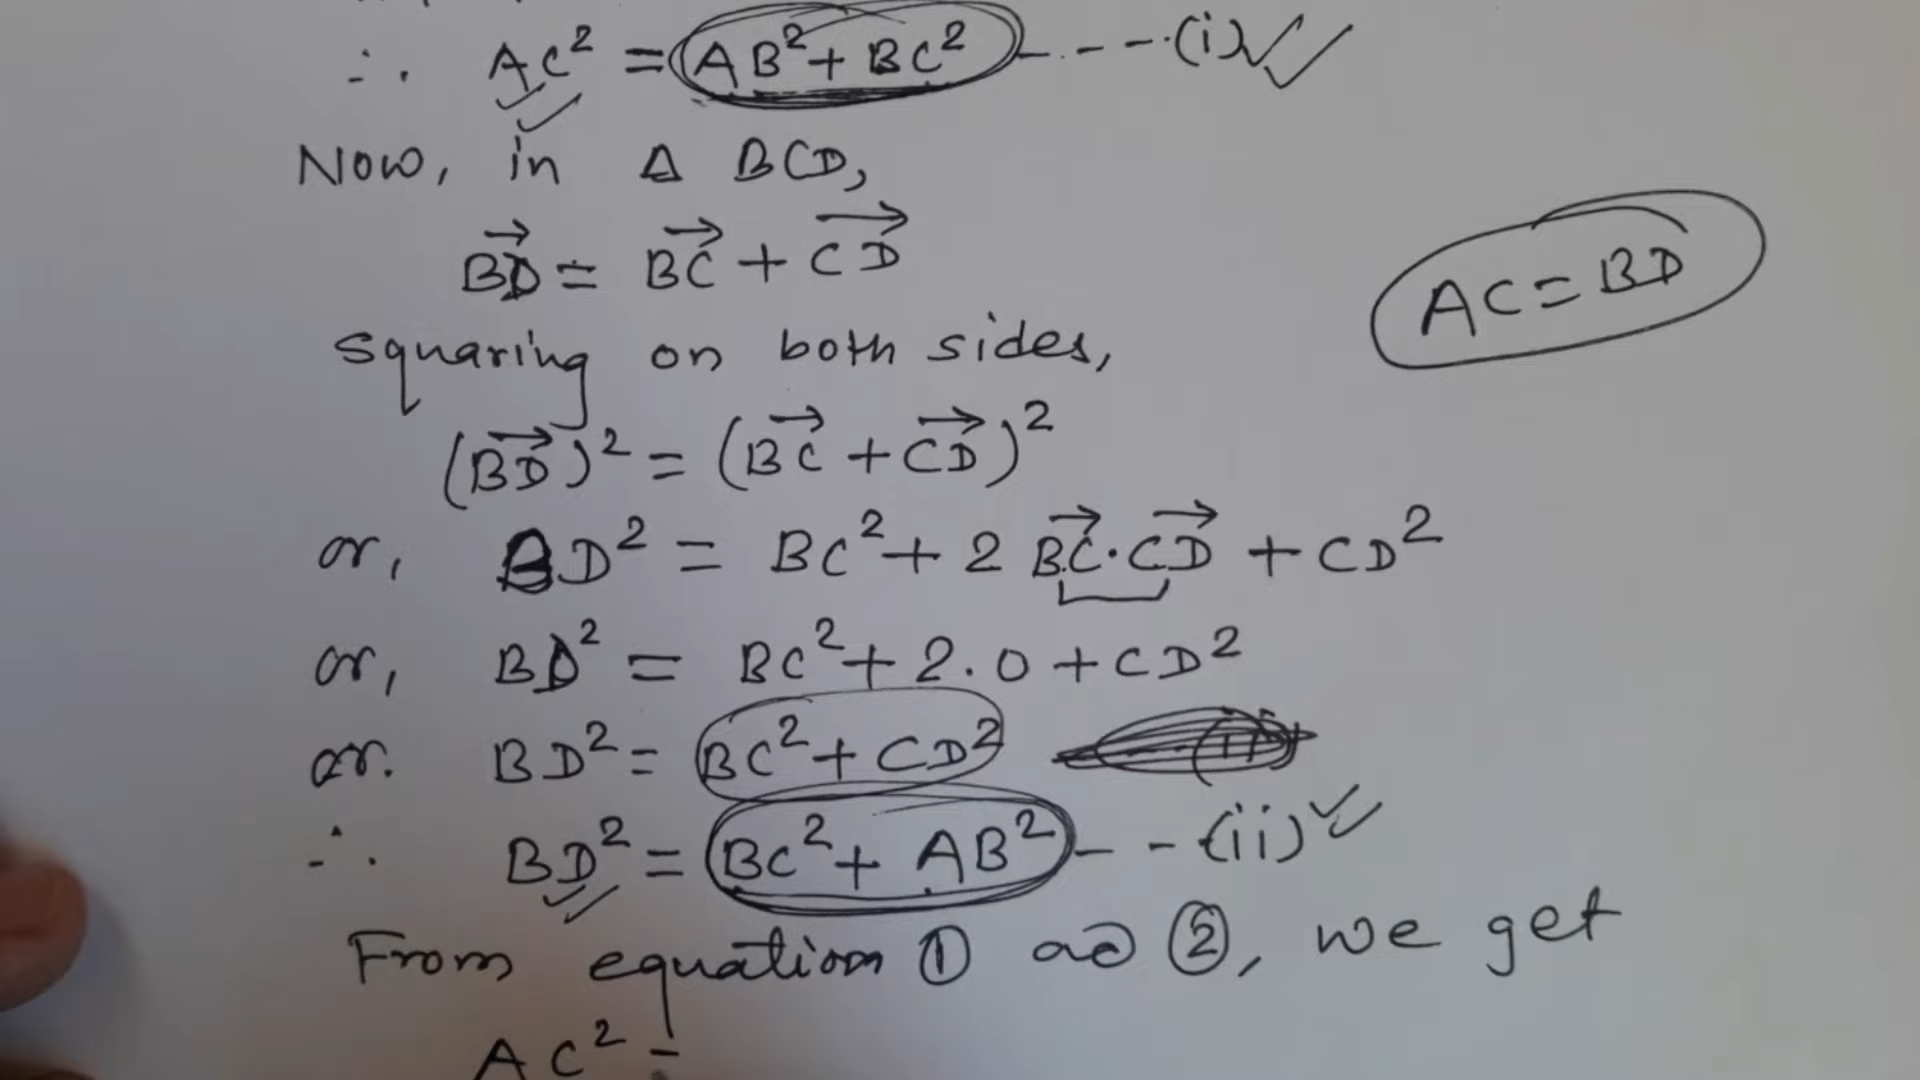 ∴ AC² = AB² + BC² ----(i)
Now, in Δ BCD,
BD⃗ = BC⃗ + CD⃗
AC = BD
squaring on both sides,
(BD⃗)² = (BC⃗ + CD⃗)²
or, BD² = BC² + 2 BC⃗·CD⃗ + CD²
or, BD² = BC² + 2.0 + CD²
or. BD² = BC² + CD²
∴ BD² = BC² + AB² -- (ii)
From equation ① and ②, we get
AC² =